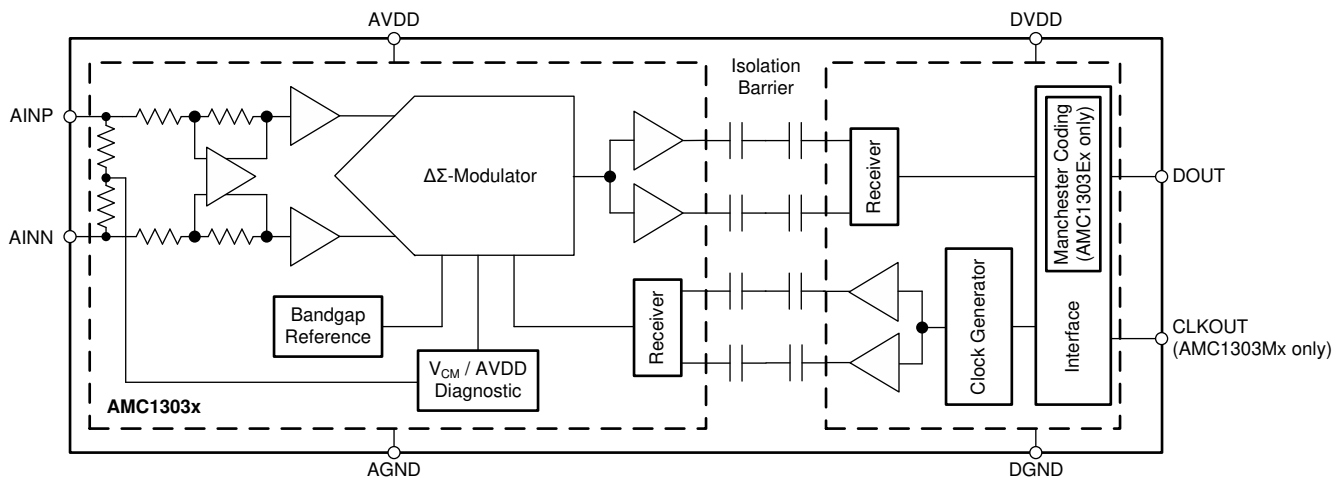 AVDD
DVDD
Isolation
Barrier
AINP
AINN
ΔΣ-Modulator
Receiver
Manchester Coding
(AMC1303Ex only)
DOUT
Bandgap
Reference
Receiver
Clock Generator
Interface
CLKOUT
(AMC1303Mx only)
VCM / AVDD
Diagnostic
AMC1303x
AGND
DGND